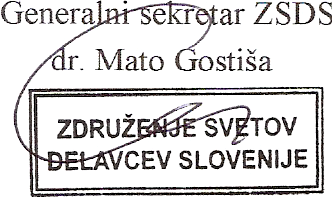 Generalni sekretar ZSDS
dr. Mato Gostiša
ZDRUŽENJE SVETOV
DELAVCEV SLOVENIJE